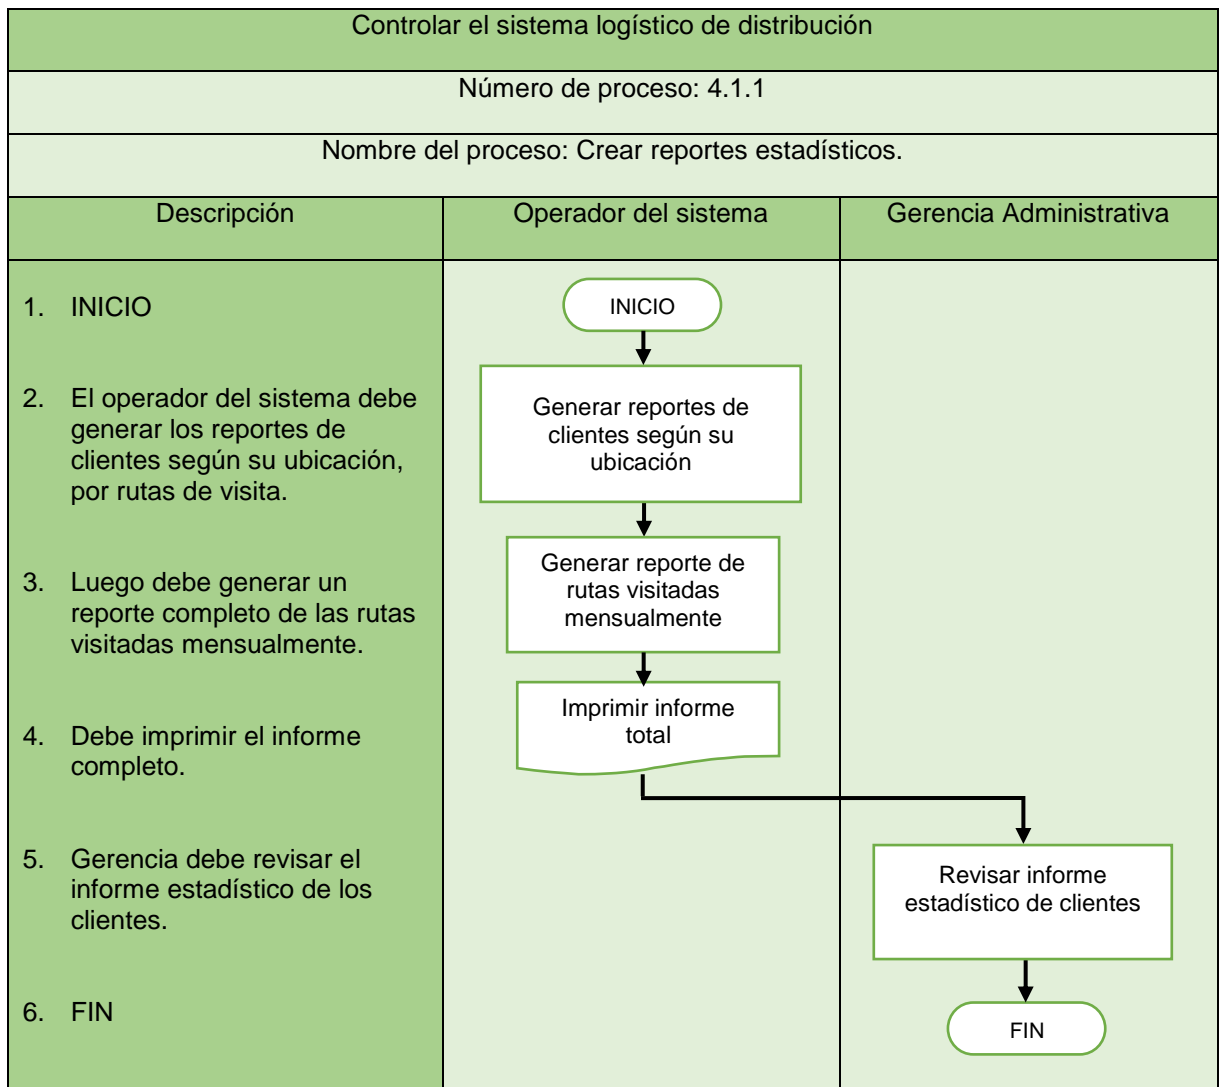 Controlar el sistema logístico de distribución
Número de proceso: 4.1.1
Nombre del proceso: Crear reportes estadísticos.
Descripción
Operador del sistema
Gerencia Administrativa
1. INICIO
2. El operador del sistema debe
generar los reportes de
clientes según su ubicación,
por rutas de visita.
3. Luego debe generar un
reporte completo de las rutas
visitadas mensualmente.
4. Debe imprimir el informe
completo.
5. Gerencia debe revisar el
informe estadístico de los
clientes.
6. FIN
INICIO
Generar reportes de
clientes según su
ubicación
Generar reporte de
rutas visitadas
mensualmente
Imprimir informe
total
Revisar informe
estadístico de clientes
FIN